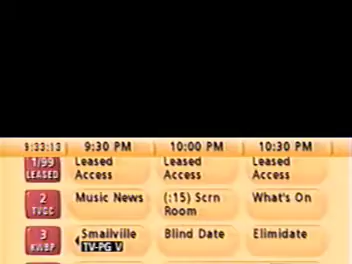 9:33:13 9:30 PM 10:00 PM 10:30 PM
1/99 LEASED Leased Access Leased Access Leased Access
2 TVGC Music News (:15) Scrn Room What's On
3 KWBP Smallville TV-PG V Blind Date Elimidate